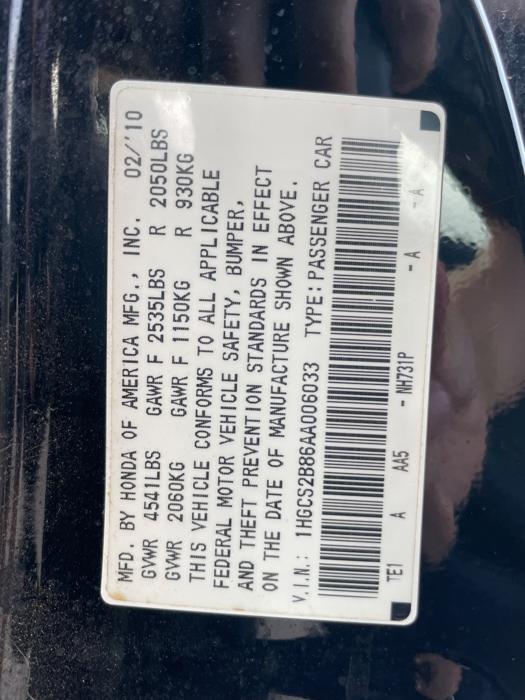 MFD. BY HONDA OF AMERICA MFG., INC. 02/'10
GVWR 4541LBS GAWR F 2535LBS R 2050LBS
GVWR 2060KG GAWR F 1150KG R 930KG
THIS VEHICLE CONFORMS TO ALL APPLICABLE
FEDERAL MOTOR VEHICLE SAFETY, BUMPER,
AND THEFT PREVENTION STANDARDS IN EFFECT
ON THE DATE OF MANUFACTURE SHOWN ABOVE.
V.I.N.: 1HGCS2B86AA006033 TYPE: PASSENGER CAR
TE1 A AA5 - NH731P - A - A